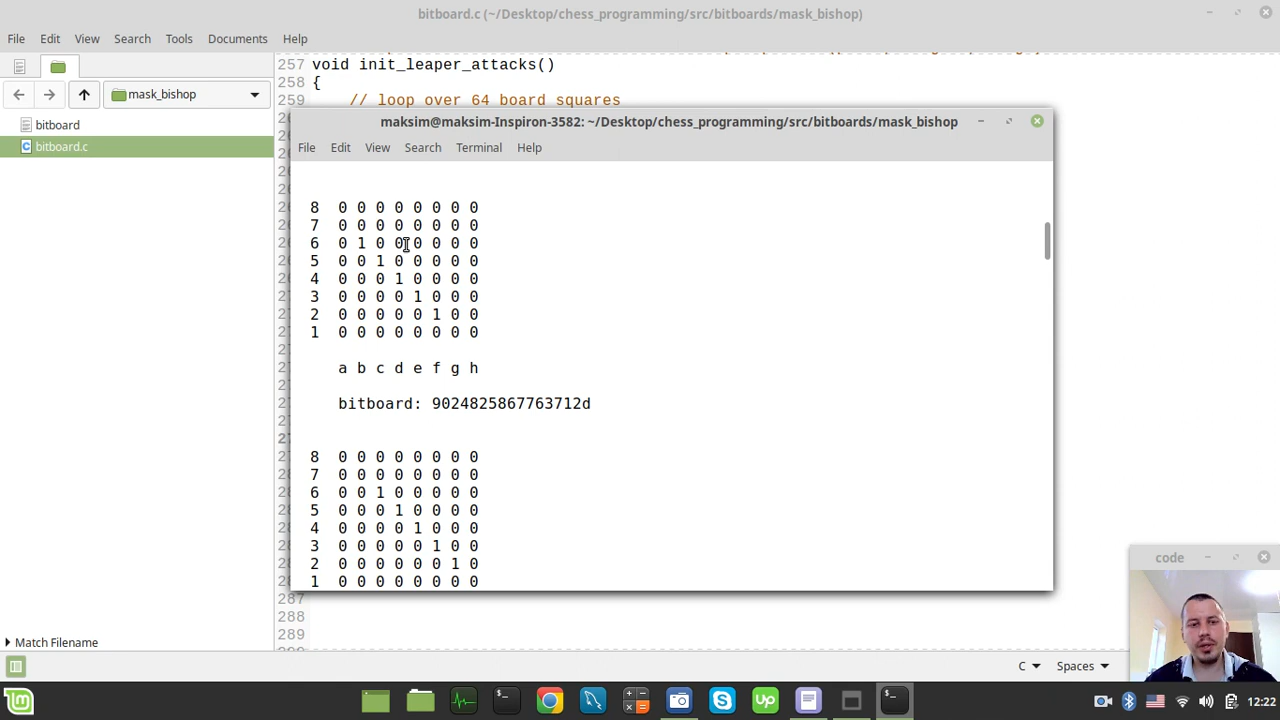 bitboard.c (~/Desktop/chess_programming/src/bitboards/mask_bishop)
File Edit View Search Tools Documents Help
mask_bishop
bitboard
bitboard.c
257 void init_leaper_attacks()
258 {
259 // loop over 64 board squares
maksim@maksim-Inspiron-3582: ~/Desktop/chess_programming/src/bitboards/mask_bishop
File Edit View Search Terminal Help
8 0 0 0 0 0 0 0 0
7 0 0 0 0 0 0 0 0
6 0 1 0 0 0 0 0 0
5 0 0 1 0 0 0 0 0
4 0 0 0 1 0 0 0 0
3 0 0 0 0 1 0 0 0
2 0 0 0 0 0 1 0 0
1 0 0 0 0 0 0 0 0
a b c d e f g h
bitboard: 9024825867763712d
8 0 0 0 0 0 0 0 0
7 0 0 0 0 0 0 0 0
6 0 0 1 0 0 0 0 0
5 0 0 0 1 0 0 0 0
4 0 0 0 0 1 0 0 0
3 0 0 0 0 0 1 0 0
2 0 0 0 0 0 0 1 0
1 0 0 0 0 0 0 0 0
287
288
289
code
Match Filename
C Spaces
Up
12:22